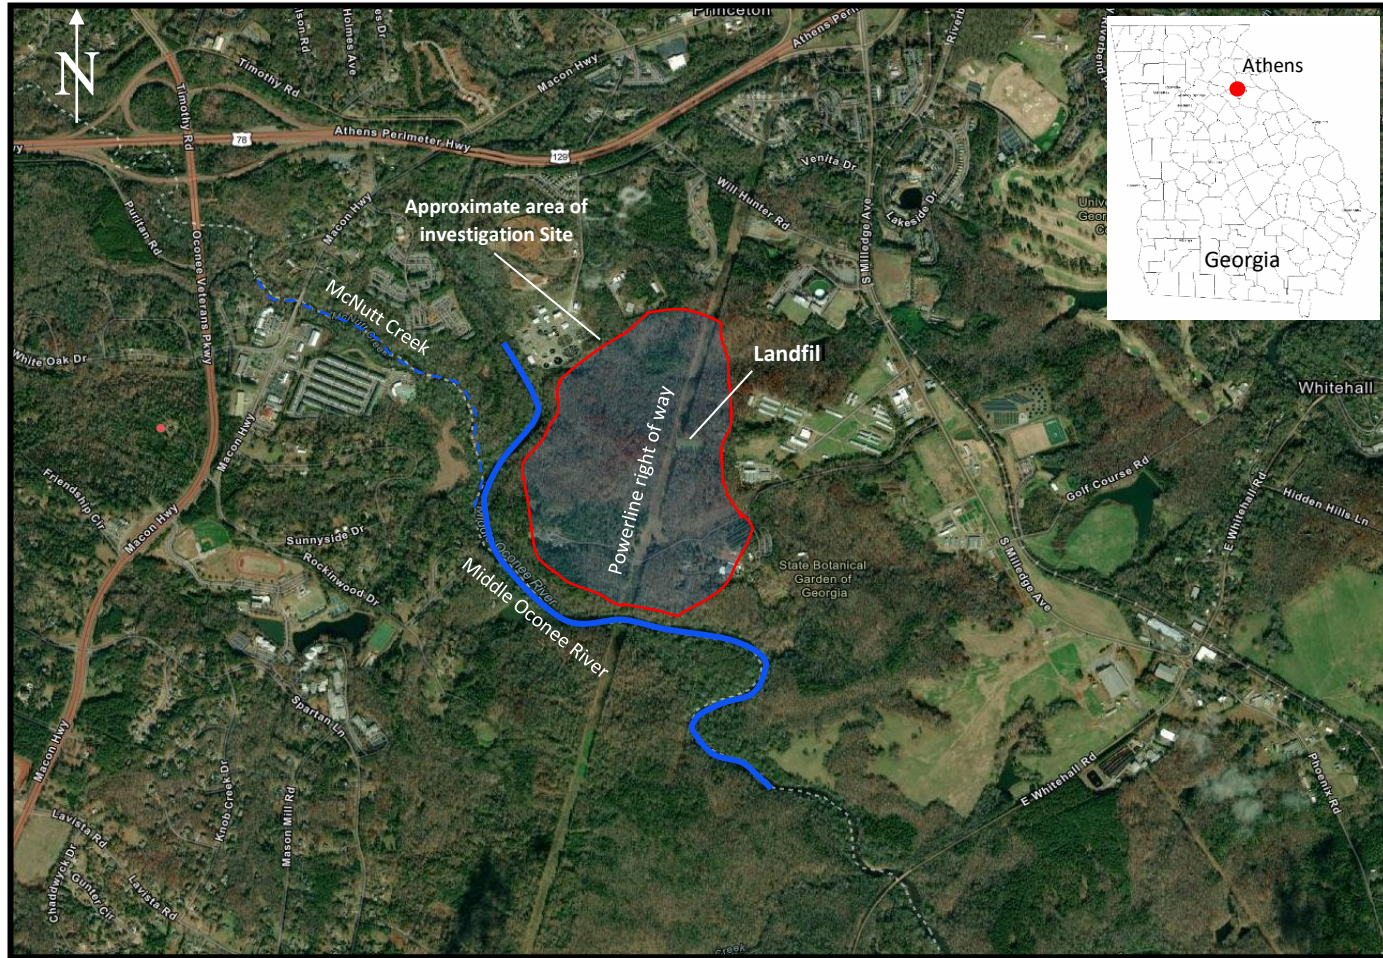 Princeton
Athens Peri
N
Timothy Rd
Holmes Ave
Timothy Rd
Macon Hwy
Athens
78
Athens Perimeter Hwy
129
Venita Dr
Lakeside Dr
Will Hunter Rd
S Milledge Ave
Puritan Rd
Macon Hwy
Oconee Veterans Pkwy
Approximate area of
investigation Site
Georgia
McNutt Creek
White Oak Dr
Landfil
Whitehall
Macon Hwy
Powerline right of way
Golf Course Rd
E Whitehall Rd
Hidden Hills Ln
Friendship Cir
Macon Hwy
Sunnyside Dr
Rockinwood Dr
Middle Oconee River
State Botanical
Garden of
Georgia
S Milledge Ave
Spartan Ln
Macon Hwy
Knob Creek Dr
Mason Mill Rd
E Whitehall Rd
Phoenix Rd
Lavista Rd
Chaddwyck Dr
Gunter Cir
Lavista Rd
Creek